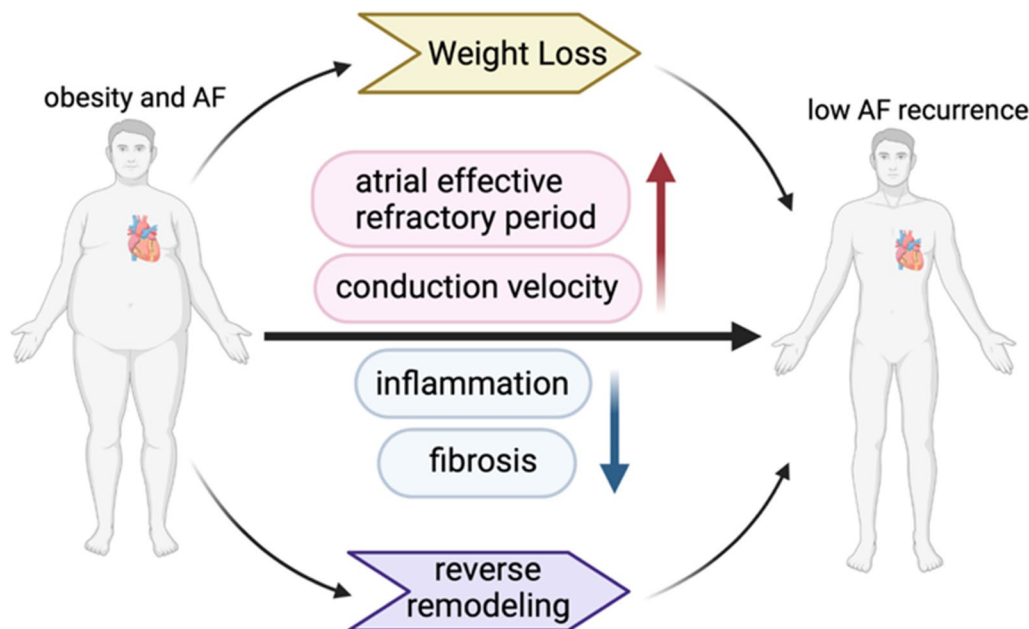 Weight Loss
obesity and AF
low AF recurrence
atrial effective
refractory period
conduction velocity
inflammation
fibrosis
reverse
remodeling